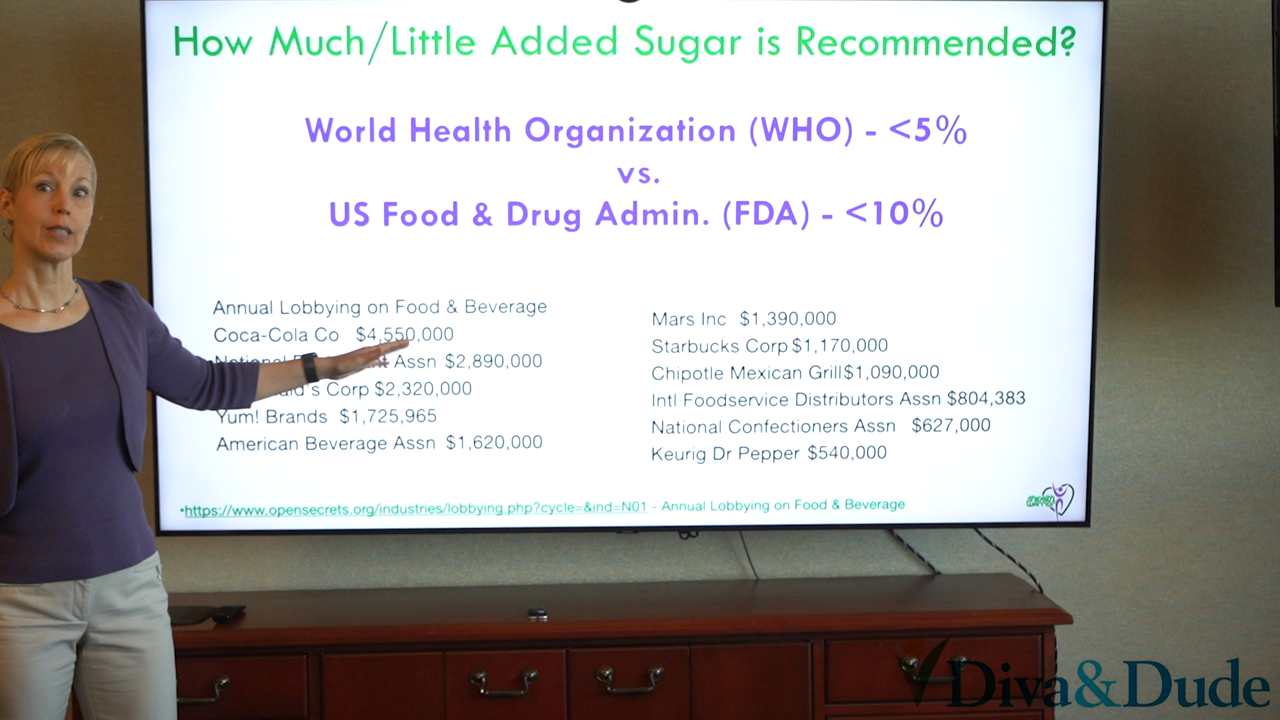 How Much/Little Added Sugar is Recommended?
World Health Organization (WHO) - <5%
vs.
US Food & Drug Admin. (FDA) - <10%
Annual Lobbying on Food & Beverage
Coca-Cola Co $4,550,000
Assn $2,890,000
Corp $2,320,000
Yum! Brands $1,725,965
American Beverage Assn $1,620,000
Mars Inc $1,390,000
Starbucks Corp $1,170,000
Chipotle Mexican Grill $1,090,000
Intl Foodservice Distributors Assn $804,383
National Confectioners Assn $627,000
Keurig Dr Pepper $540,000
•https://www.opensecrets.org/industries/lobbying.php?cycle=&ind=N01 - Annual Lobbying on Food & Beverage
Diva&Dude